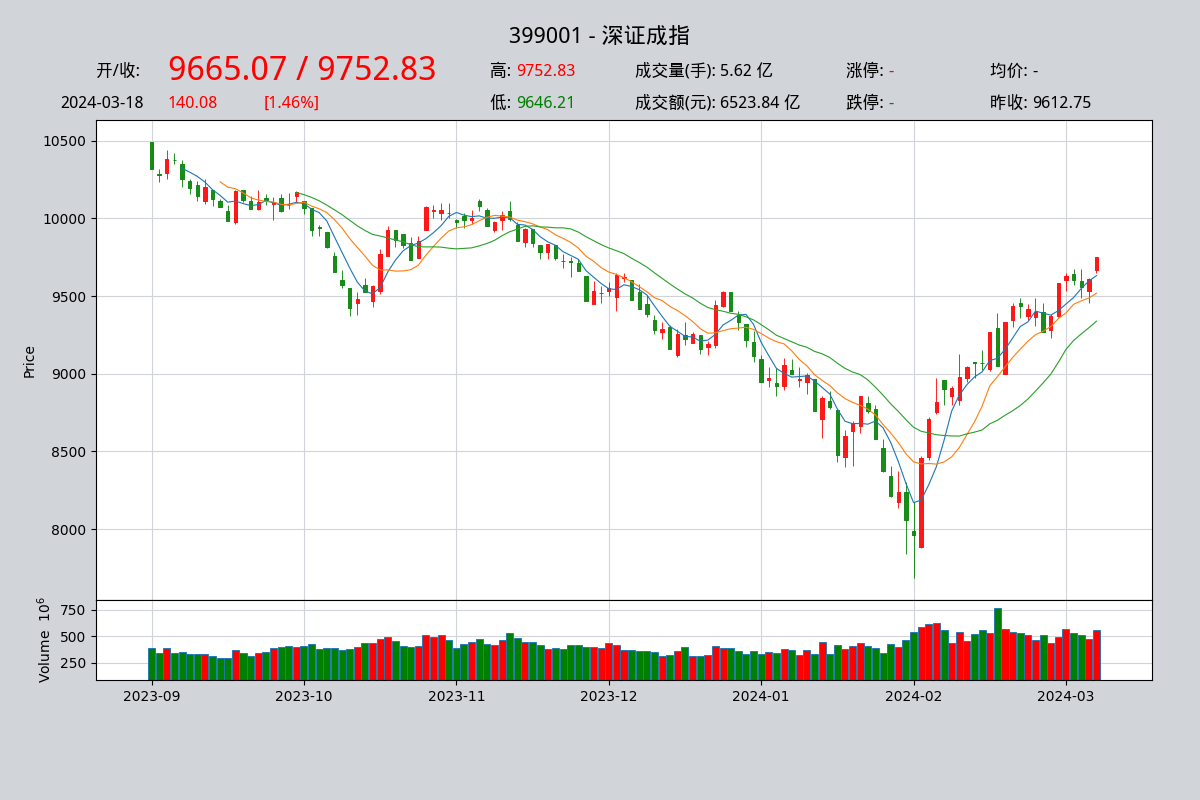 399001 - 深证成指
开/收: 9665.07 / 9752.83 高: 9752.83 成交量(手): 5.62 亿 涨停: - 均价: -
2024-03-18 140.08 [1.46%] 低: 9646.21 成交额(元): 6523.84 亿 跌停: - 昨收: 9612.75
10500
10000
9500
9000
8500
8000
Price
750
500
250
Volume 10^6
2023-09 2023-10 2023-11 2023-12 2024-01 2024-02 2024-03